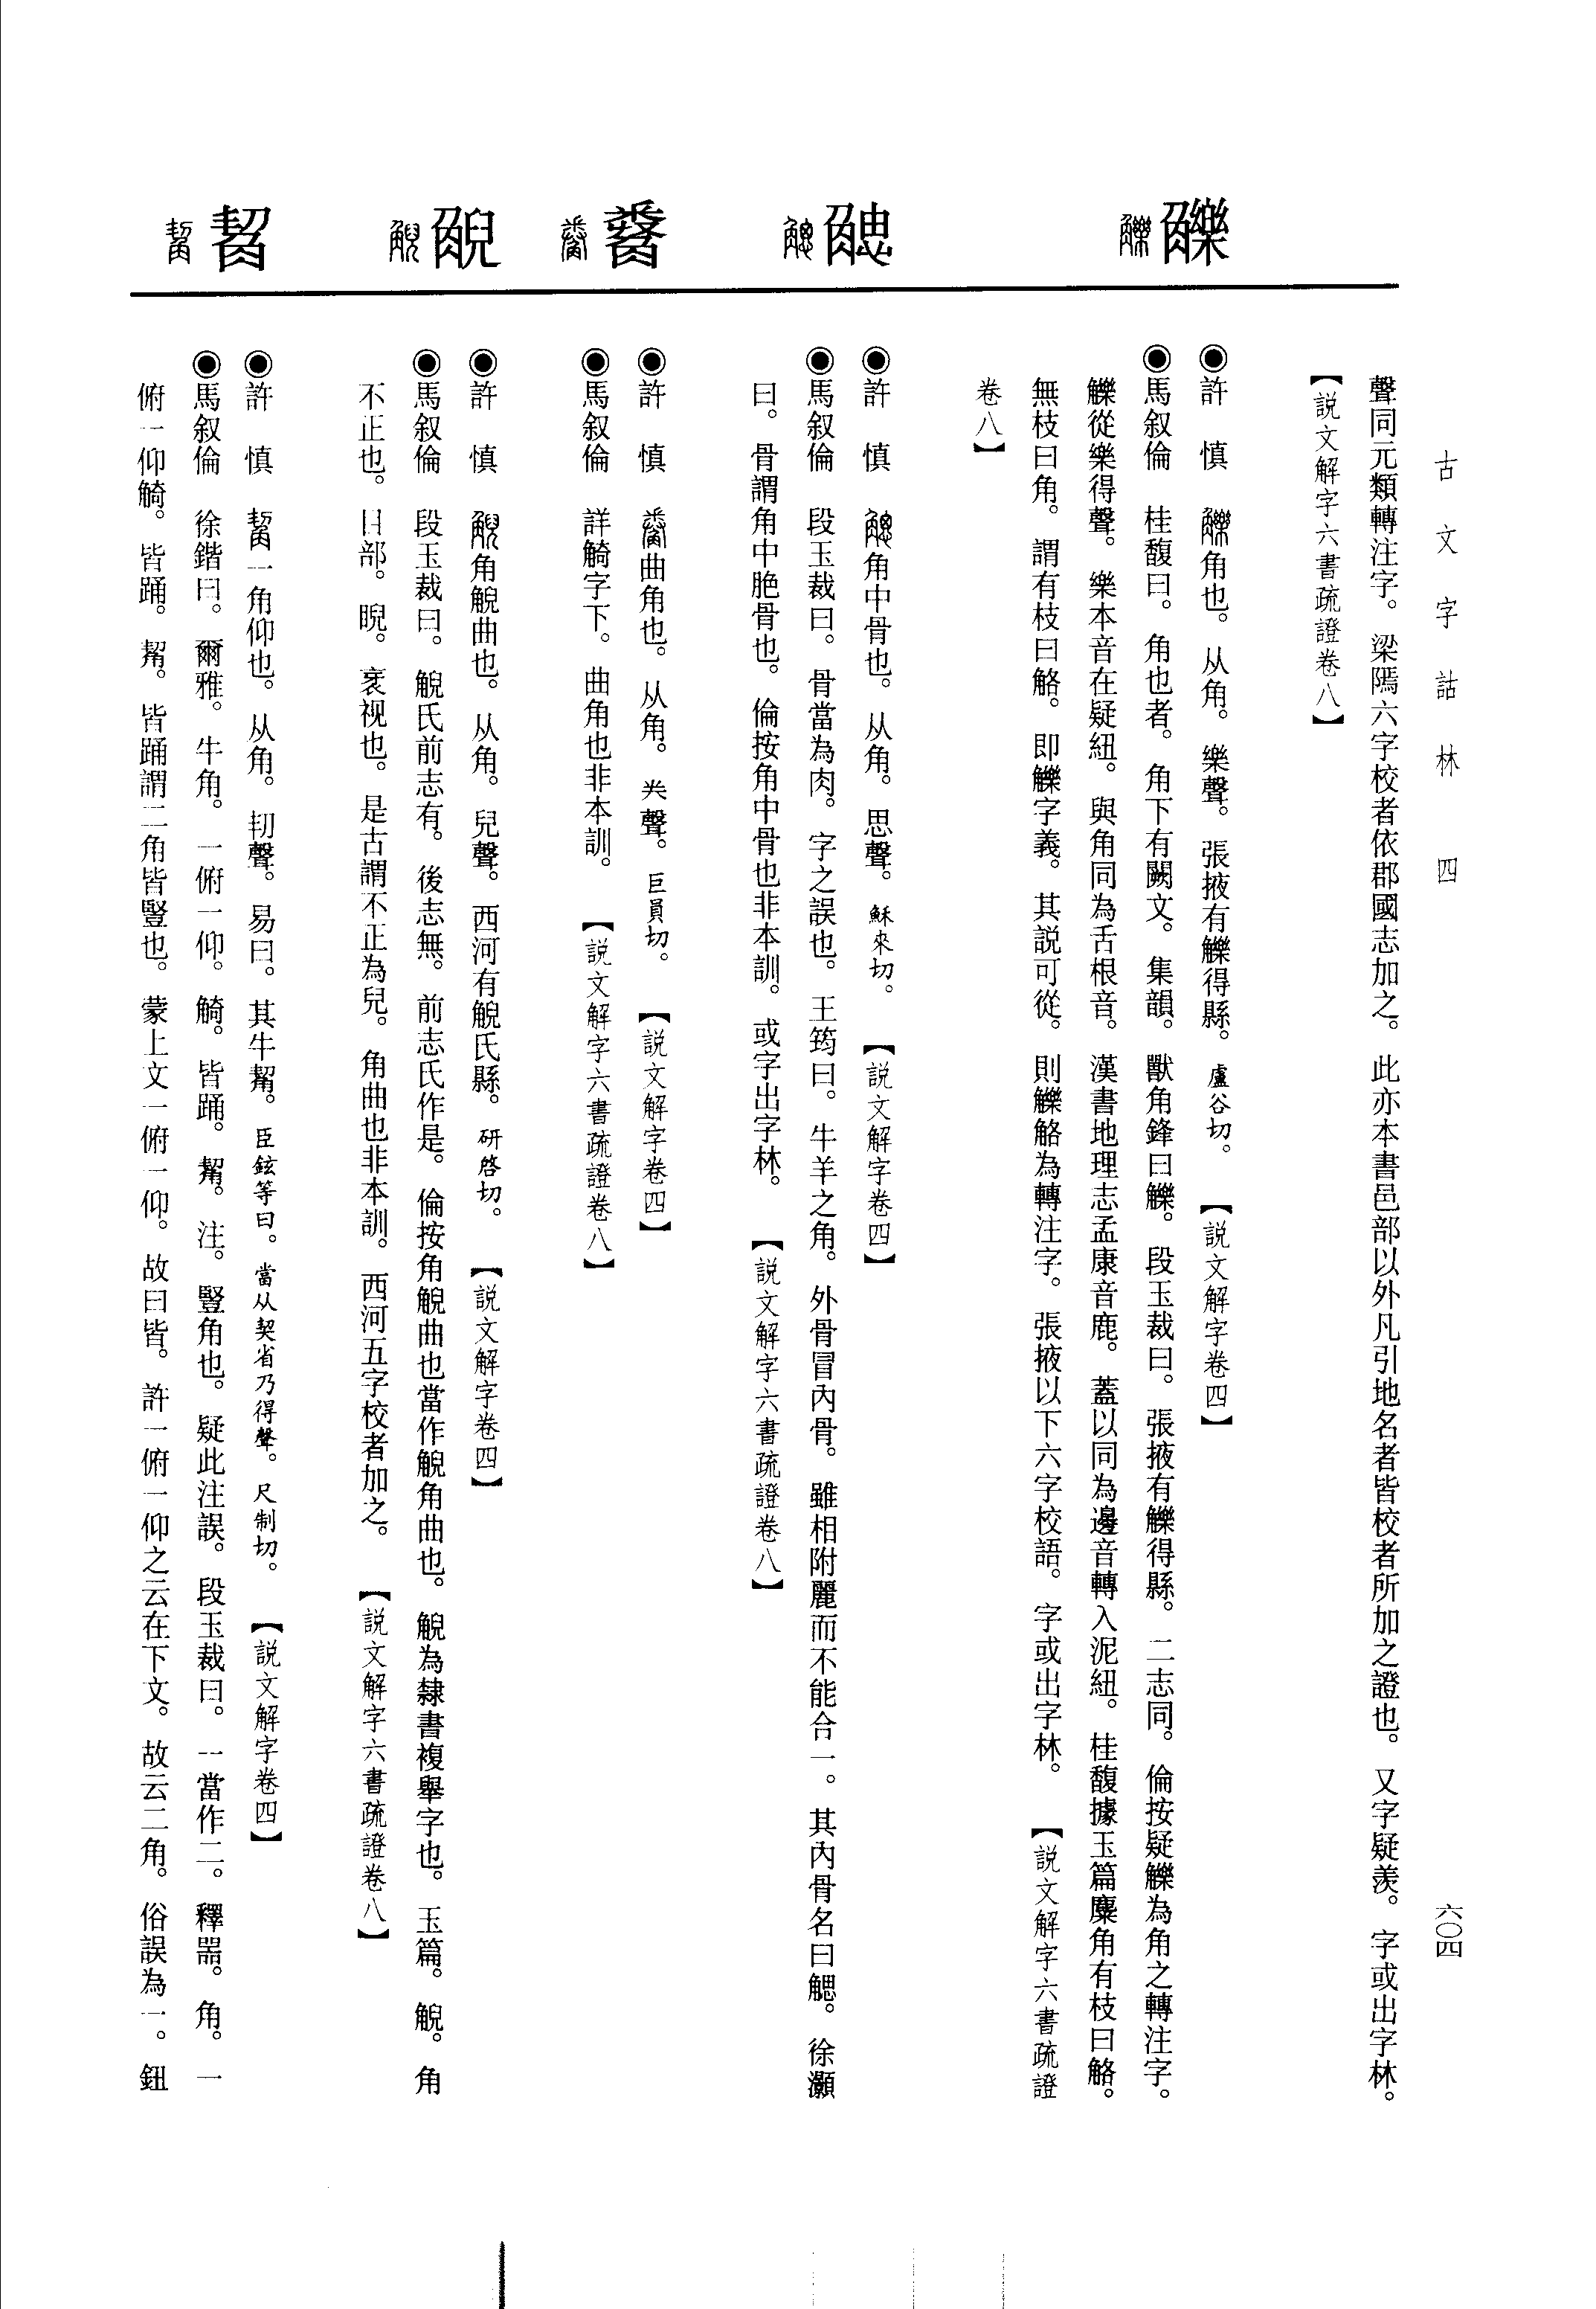 古文字詁林 四
六〇四
聲同元類轉注字。梁隖六字校者依郡國志加之。此亦本書邑部以外凡引地名者皆校者所加之證也。又字疑羨。字或出字林。
【説文解字六書疏證卷八】
觻
◉許 慎 觻角也。从角。樂聲。張掖有觻得縣。盧谷切。 【説文解字卷四】
◉馬叙倫 桂馥曰。角也者。角下有闕文。集韻。獸角鋒曰觻。段玉裁曰。張掖有觻得縣。二志同。倫按疑觻為角之轉注字。
觻從樂得聲。樂本音在疑紐。與角同為舌根音。漢書地理志孟康音鹿。蓋以同為邊音轉入泥紐。桂馥據玉篇麋角有枝曰觡。
無枝曰角。謂有枝曰觡。即觻字義。其説可從。則觻觡為轉注字。張掖以下六字校語。字或出字林。 【説文解字六書疏證
卷八】
䚡
◉許 慎 䚡角中骨也。从角。思聲。穌來切。 【説文解字卷四】
◉馬叙倫 段玉裁曰。骨當為肉。字之誤也。王筠曰。牛羊之角。外骨冒內骨。雖相附麗而不能合一。其內骨名曰䚡。徐灝
曰。骨謂角中脃骨也。倫按角中骨也非本訓。或字出字林。 【説文解字六書疏證卷八】
觠
◉許 慎 觠曲角也。从角。𢍏聲。巨員切。 【説文解字卷四】
◉馬叙倫 詳觭字下。曲角也非本訓。 【説文解字六書疏證卷八】
觬
◉許 慎 觬角觬曲也。从角。兒聲。西河有觬氏縣。研啓切。 【説文解字卷四】
◉馬叙倫 段玉裁曰。觬氏前志有。後志無。前志氏作是。倫按角觬曲也當作觬角曲也。觬為隸書複舉字也。玉篇。觬。角
不正也。目部。睨。衺视也。是古謂不正為兒。角曲也非本訓。西河五字校者加之。 【説文解字六書疏證卷八】
觢
◉許 慎 觢一角仰也。从角。㓞聲。易曰。其牛觢。臣鉉等曰。當从契省乃得聲。尺制切。 【説文解字卷四】
◉馬叙倫 徐鍇曰。爾雅。牛角。一俯一仰。觭。皆踊。觢。注。豎角也。疑此注誤。段玉裁曰。一當作二。釋嘼。角。一
俯一仰觭。皆踊。觢。皆踊謂二角皆豎也。蒙上文一俯一仰。故曰皆。許一俯一仰之云在下文。故云二角。俗誤為一。鈕